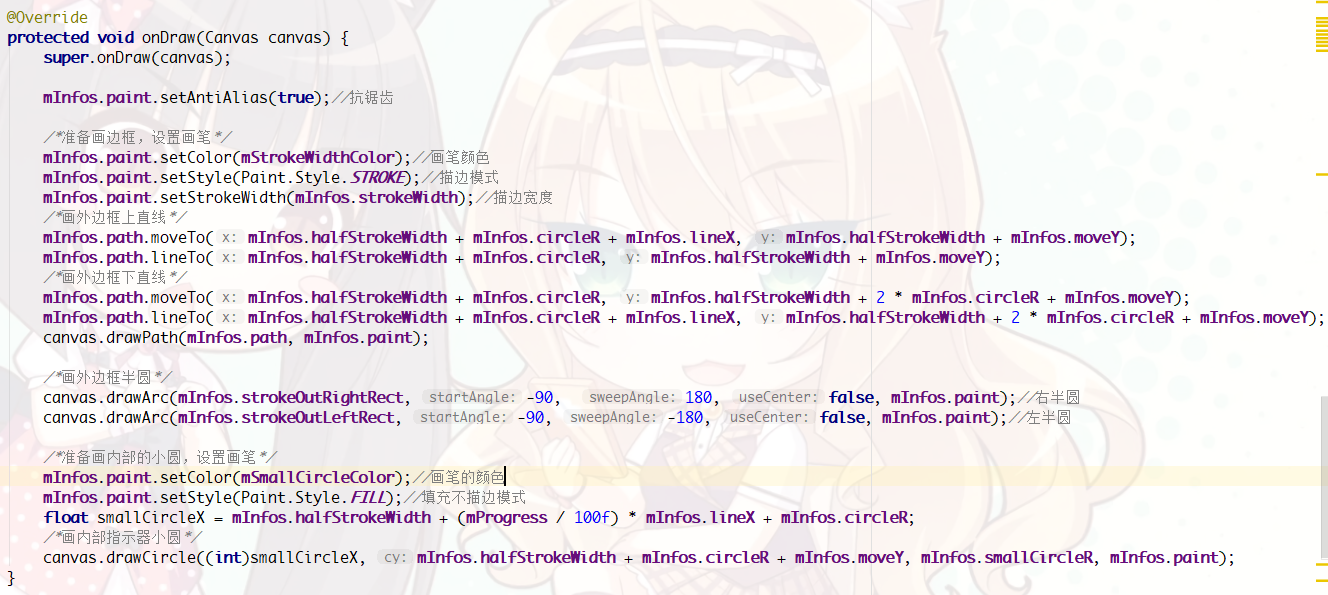 @Override
protected void onDraw(Canvas canvas) {
super.onDraw(canvas);
mInfos.paint.setAntiAlias(true);//抗锯齿
/*准备画边框，设置画笔*/
mInfos.paint.setColor(mStrokeWidthColor);//画笔颜色
mInfos.paint.setStyle(Paint.Style.STROKE);//描边模式
mInfos.paint.setStrokeWidth(mInfos.strokeWidth);//描边宽度
/*画外边框上直线*/
mInfos.path.moveTo( x: mInfos.halfStrokeWidth + mInfos.circleR + mInfos.lineX, y: mInfos.halfStrokeWidth + mInfos.moveY);
mInfos.path.lineTo( x: mInfos.halfStrokeWidth + mInfos.circleR, y: mInfos.halfStrokeWidth + mInfos.moveY);
/*画外边框下直线*/
mInfos.path.moveTo( x: mInfos.halfStrokeWidth + mInfos.circleR, y: mInfos.halfStrokeWidth + 2 * mInfos.circleR + mInfos.moveY);
mInfos.path.lineTo( x: mInfos.halfStrokeWidth + mInfos.circleR + mInfos.lineX, y: mInfos.halfStrokeWidth + 2 * mInfos.circleR + mInfos.moveY);
canvas.drawPath(mInfos.path, mInfos.paint);
/*画外边框半圆*/
canvas.drawArc(mInfos.strokeOutRightRect, startAngle: -90, sweepAngle: 180, useCenter: false, mInfos.paint);//右半圆
canvas.drawArc(mInfos.strokeOutLeftRect, startAngle: -90, sweepAngle: -180, useCenter: false, mInfos.paint);//左半圆
/*准备画内部的小圆，设置画笔*/
mInfos.paint.setColor(mSmallCircleColor);//画笔的颜色
mInfos.paint.setStyle(Paint.Style.FILL);//填充不描边模式
float smallCircleX = mInfos.halfStrokeWidth + (mProgress / 100f) * mInfos.lineX + mInfos.circleR;
/*画内部指示器小圆*/
canvas.drawCircle((int)smallCircleX, cy: mInfos.halfStrokeWidth + mInfos.circleR + mInfos.moveY, mInfos.smallCircleR, mInfos.paint);
}